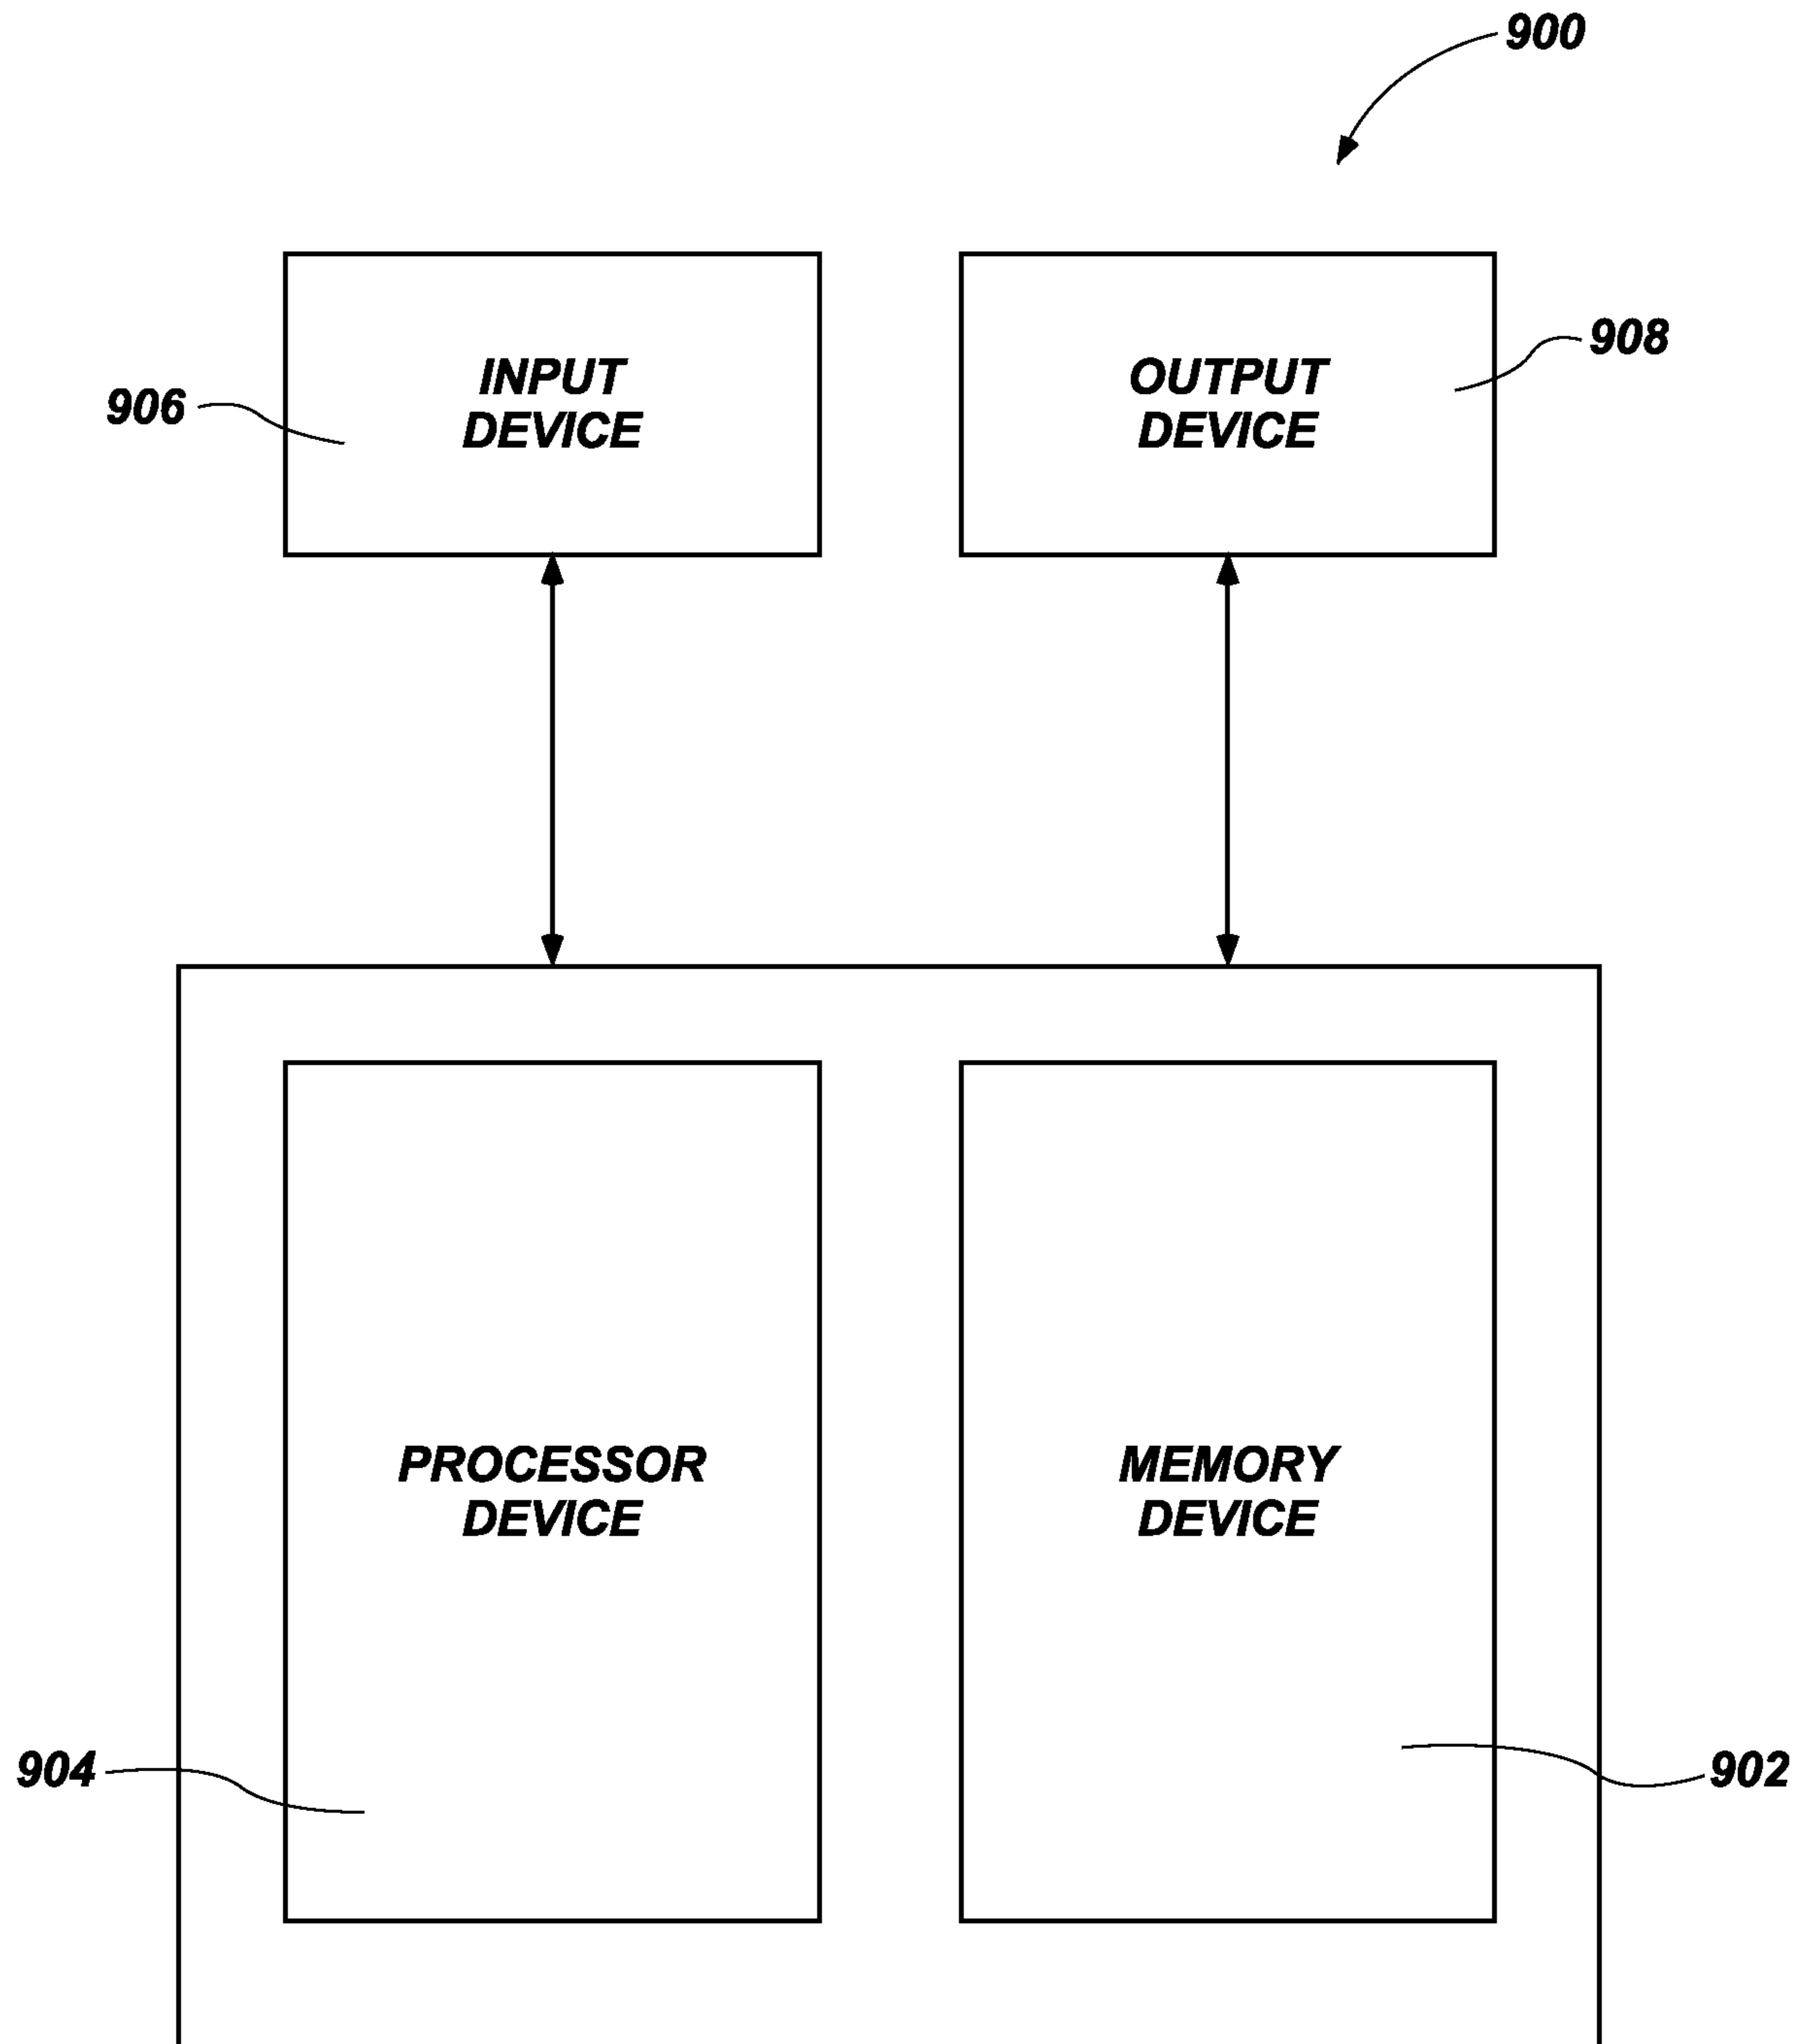 900
INPUT
DEVICE
906
OUTPUT
DEVICE
908
PROCESSOR
DEVICE
904
MEMORY
DEVICE
902